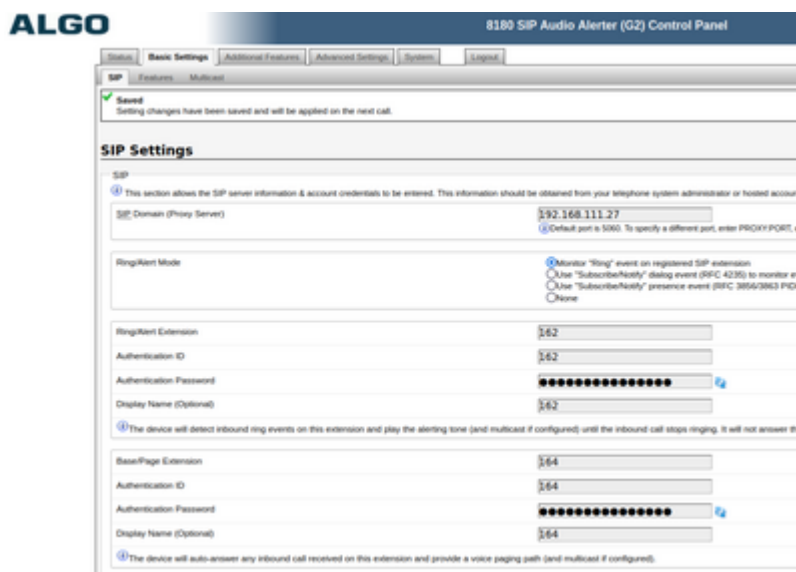 ALGO
8180 SIP Audio Alerter (G2) Control Panel
Status Basic Settings Additional Features Advanced Settings System Logout
SIP Features Multicast
Saved
Setting changes have been saved and will be applied on the next call.
SIP Settings
SIP
This section allows the SIP server information & account credentials to be entered. This information should be obtained from your telephone system administrator or hosted accour
SIP Domain (Proxy Server) 192.168.111.27
Default port is 5060. To specify a different port, enter PROXY:PORT,
Ring/Alert Mode Monitor "Ring" event on registered SIP extension
Use "Subscribe/Notify" dialog event (RFC 4235) to monitor e
Use "Subscribe/Notify" presence event (RFC 3856/3863 PID
None
Ring/Alert Extension 162
Authentication ID 162
Authentication Password ●●●●●●●●●●●●●●●
Display Name (Optional) 162
The device will detect inbound ring events on this extension and play the alerting tone (and multicast if configured) until the inbound call stops ringing. It will not answer th
Base/Page Extension 164
Authentication ID 164
Authentication Password ●●●●●●●●●●●●●●●
Display Name (Optional) 164
The device will auto-answer any inbound call received on this extension and provide a voice paging path (and multicast if configured).